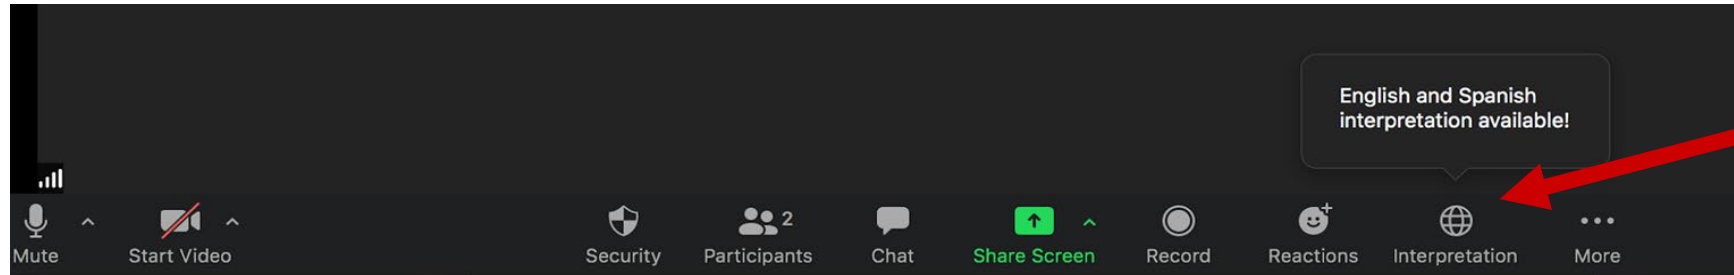 English and Spanish
interpretation available!
2
Mute
Start Video
Security
Participants
Chat
Share Screen
Record
Reactions
Interpretation
More